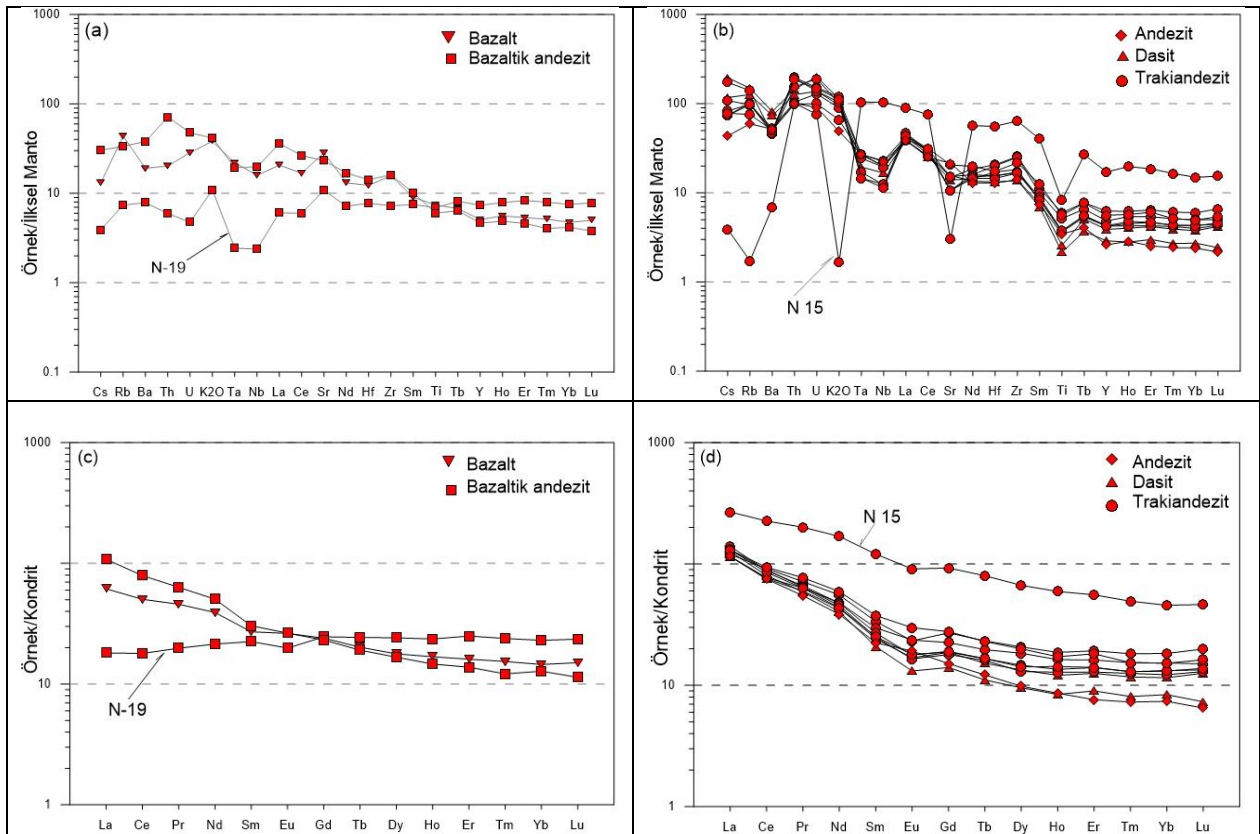 (a)
Bazalt
Bazaltik andezit
N-19
Örnek/İlksel Manto
1000
100
10
1
0.1
Cs Rb Ba Th U K2O Ta Nb La Ce Sr Nd Hf Zr Sm Ti Tb Y Ho Er Tm Yb Lu
(b)
Andezit
Dasit
Trakiandezit
N 15
Örnek/İlksel Manto
1000
100
10
1
0.1
Cs Rb Ba Th U K2O Ta Nb La Ce Sr Nd Hf Zr Sm Ti Tb Y Ho Er Tm Yb Lu
(c)
Bazalt
Bazaltik andezit
N-19
Örnek/Kondrit
1000
10
1
La Ce Pr Nd Sm Eu Gd Tb Dy Ho Er Tm Yb Lu
(d)
Andezit
Dasit
Trakiandezit
N 15
Örnek/Kondrit
1000
10
1
La Ce Pr Nd Sm Eu Gd Tb Dy Ho Er Tm Yb Lu